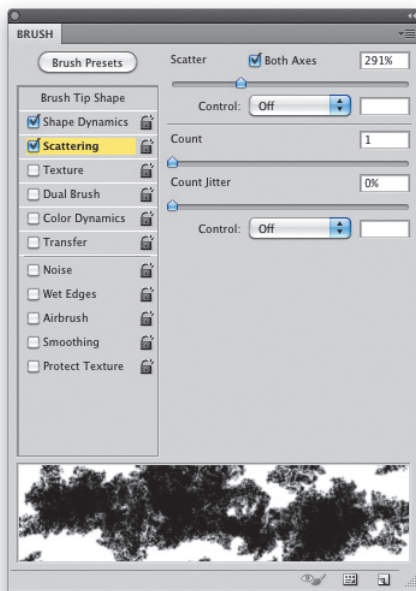 BRUSH
Brush Presets
Scatter Both Axes 291%
Control: Off
Count 1
Count Jitter 0%
Control: Off
Brush Tip Shape
Shape Dynamics
Scattering
Texture
Dual Brush
Color Dynamics
Transfer
Noise
Wet Edges
Airbrush
Smoothing
Protect Texture